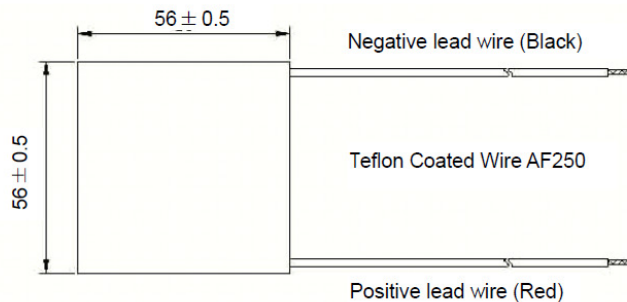 56 ± 0.5
Negative lead wire (Black)
56 ± 0.5
Teflon Coated Wire AF250
Positive lead wire (Red)